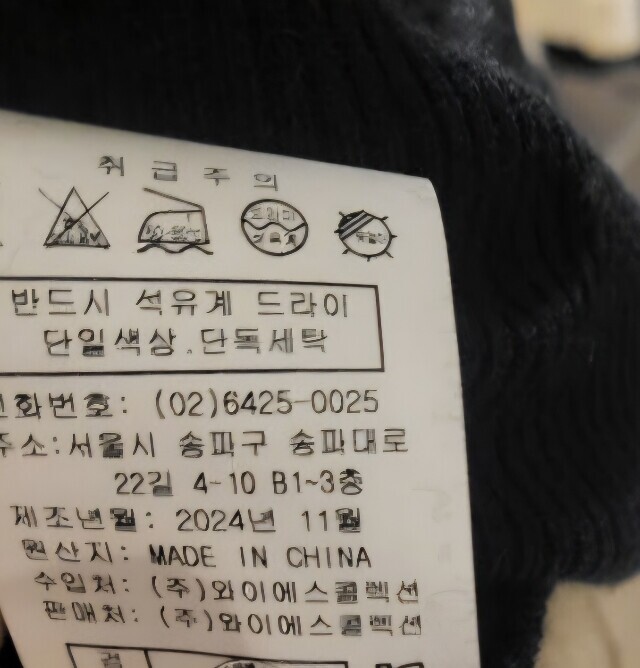 취급주의
반드시 석유계 드라이
단일색상.단독세탁
전화번호: (02)6425-0025
주소:서울시 송파구 송파대로
22길 4-10 B1~3층
제조년월: 2024년 11월
원산지: MADE IN CHINA
수입처: (주)와이에스콜렉션
판매처: (주)와이에스콜렉션